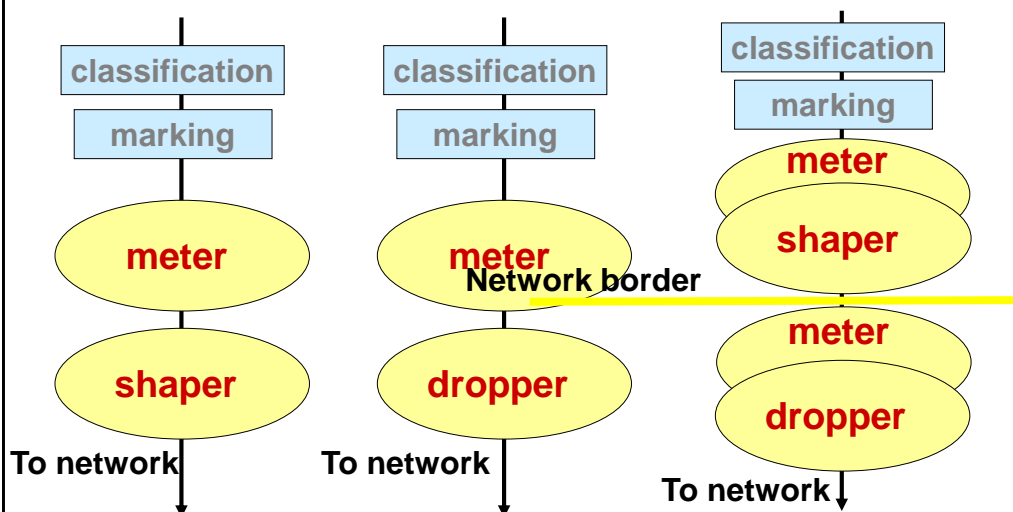 classification
marking
meter
shaper
To network
classification
marking
meter
Network border
dropper
To network
classification
marking
meter
shaper
meter
dropper
To network